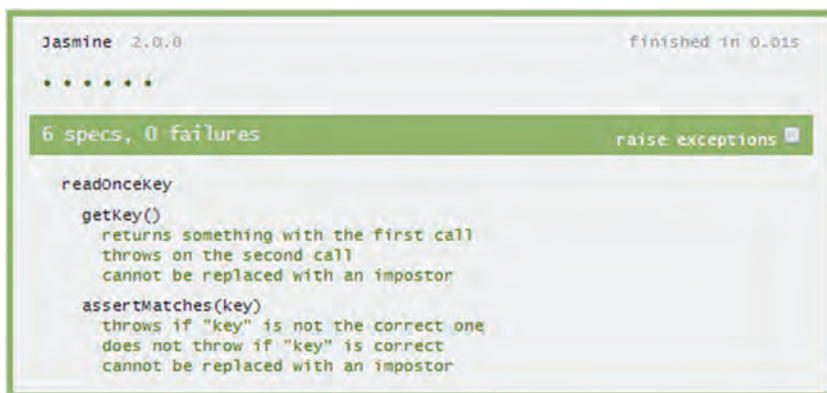 Jasmine 2.0.0 finished in 0.01s
• • • • • •
6 specs, 0 failures raise exceptions
readOnceKey
getKey()
returns something with the first call
throws on the second call
cannot be replaced with an impostor
assertMatches(key)
throws if "key" is not the correct one
does not throw if "key" is correct
cannot be replaced with an impostor